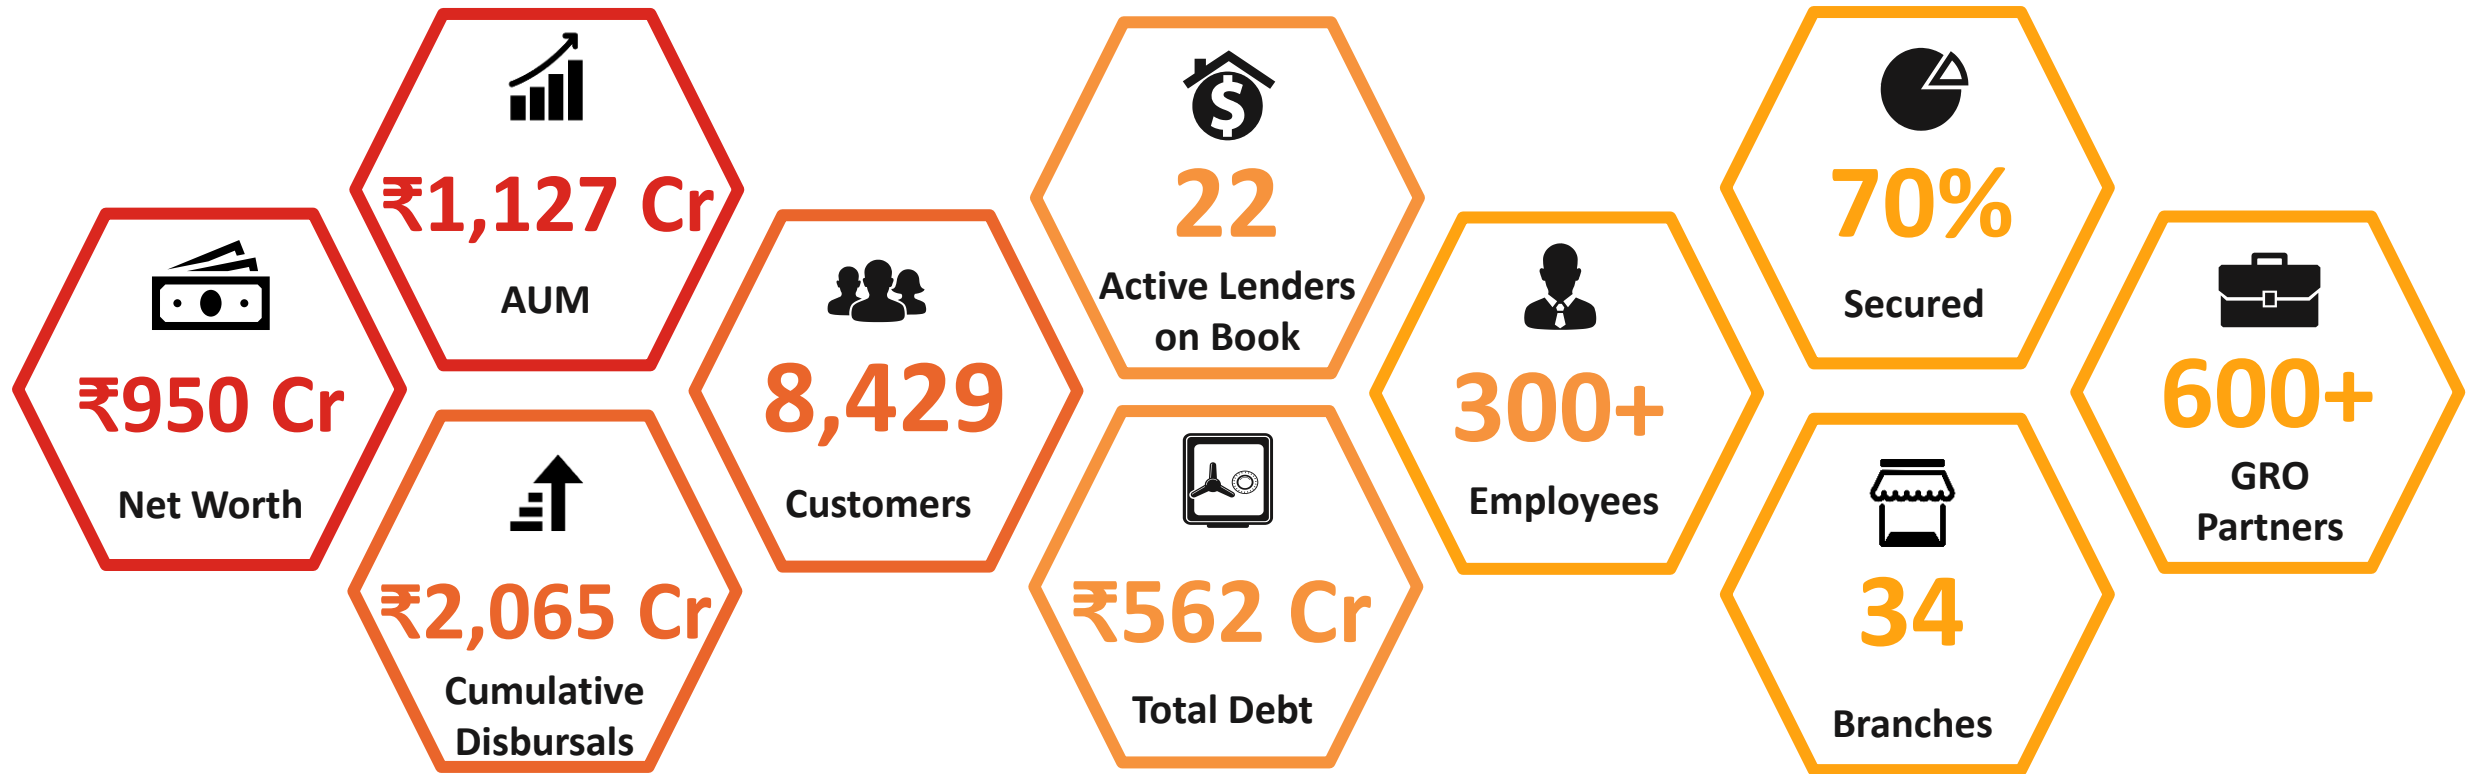 ₹950 Cr
Net Worth
₹1,127 Cr
AUM
₹2,065 Cr
Cumulative
Disbursals
8,429
Customers
22
Active Lenders
on Book
₹562 Cr
Total Debt
300+
Employees
70%
Secured
34
Branches
600+
GRO
Partners